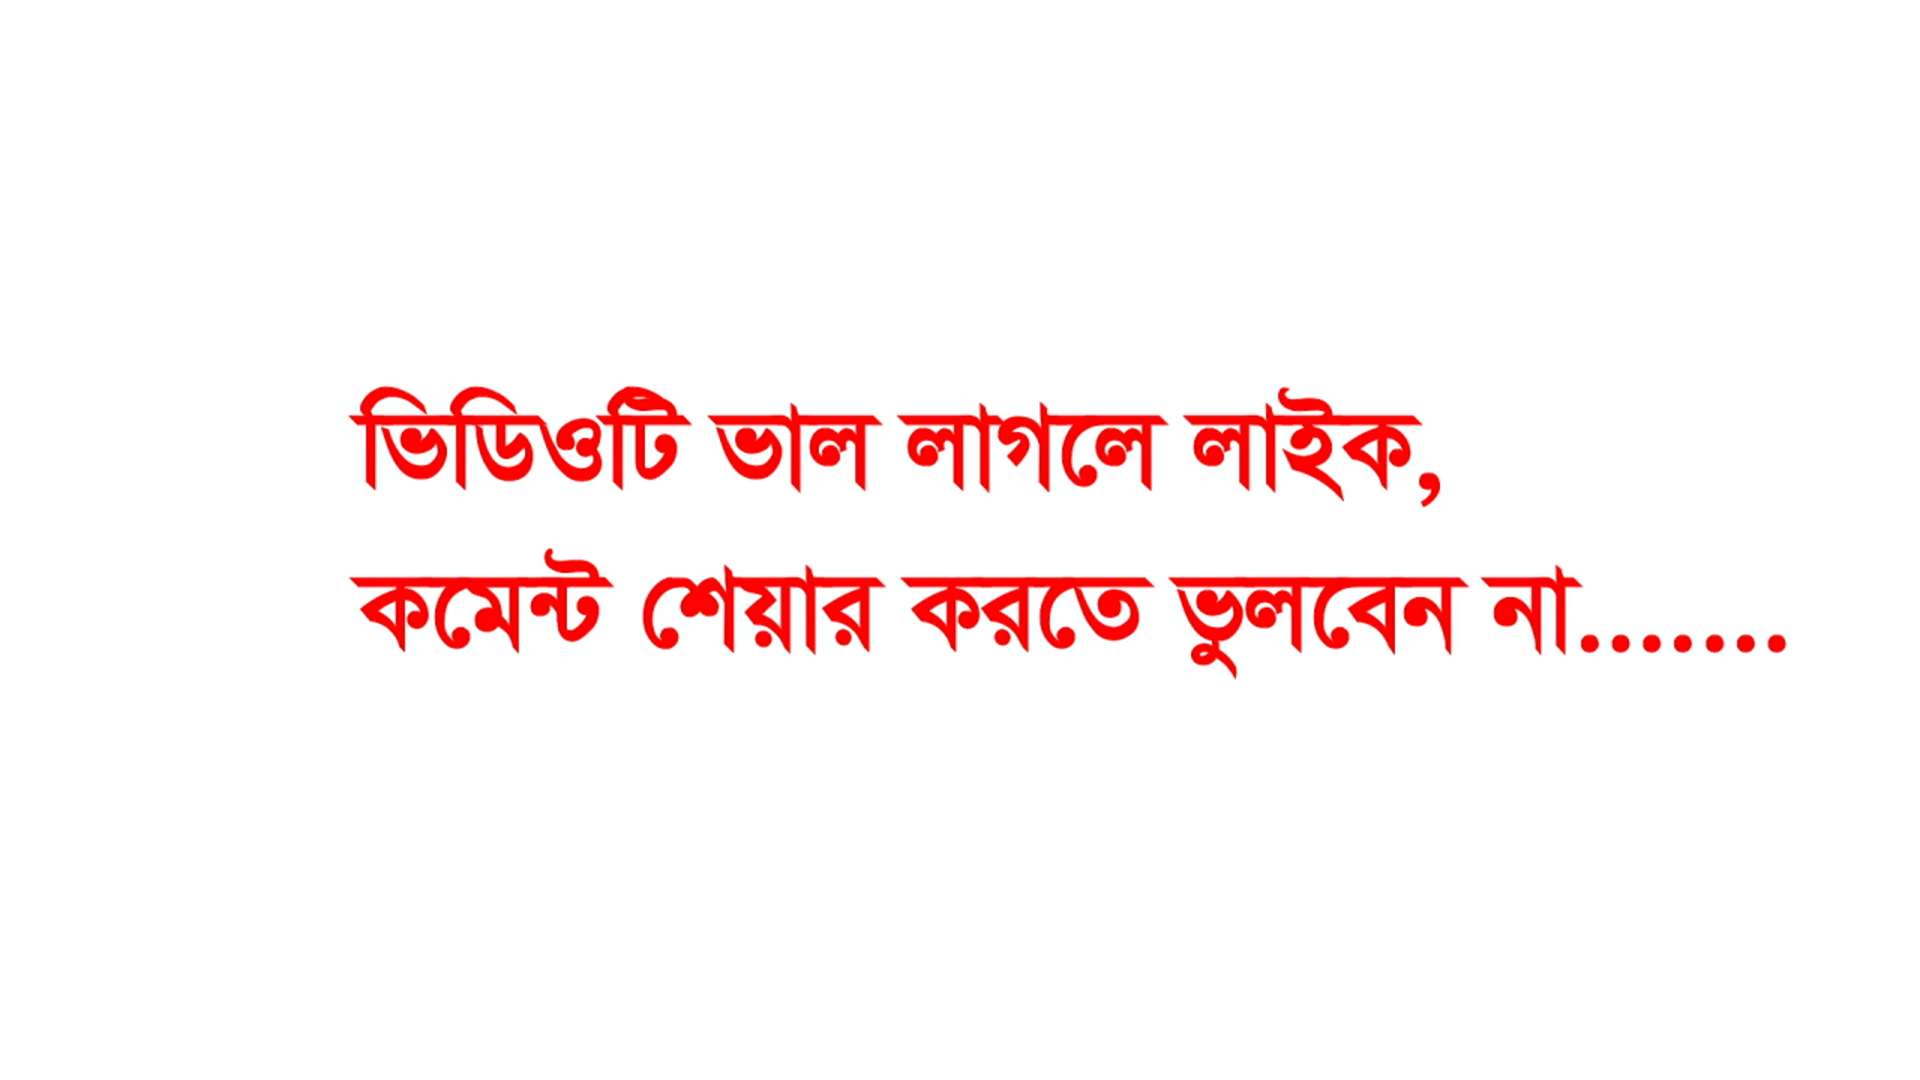 ভিডিওটি ভাল লাগলে লাইক,
কমেন্ট শেয়ার করতে ভুলবেন না.......